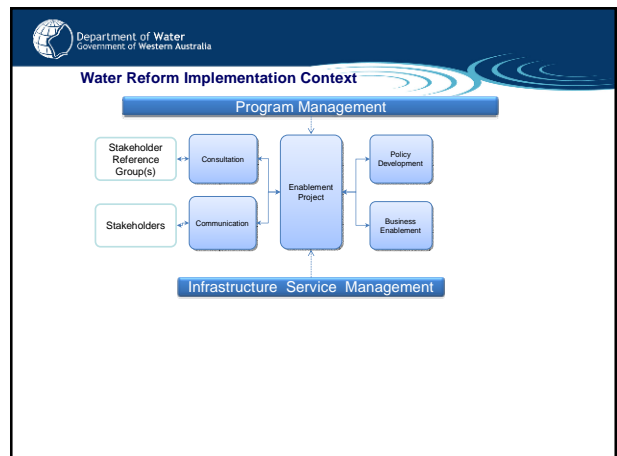 Department of Water
Government of Western Australia
Water Reform Implementation Context
Program Management
Stakeholder
Reference
Group(s)
Consultation
Enablement
Project
Policy
Development
Stakeholders
Communication
Business
Enablement
Infrastructure Service Management